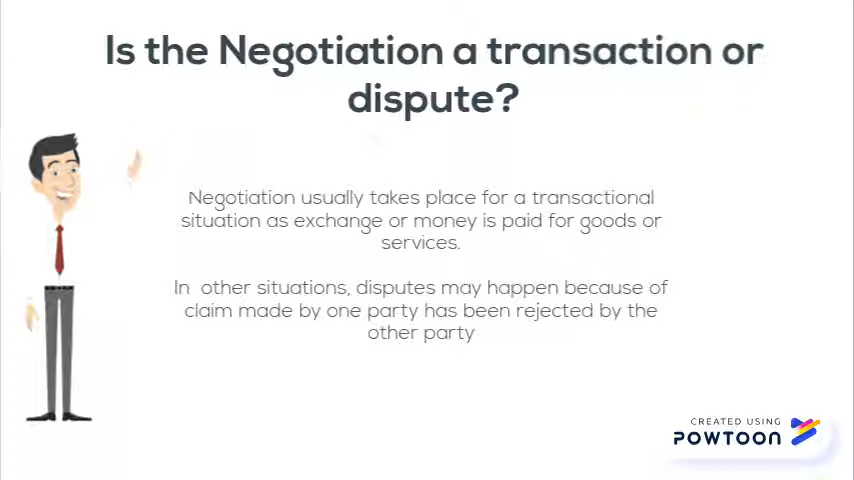 Is the Negotiation a transaction or
dispute?
Negotiation usually takes place for a transactional
situation as exchange or money is paid for goods or
services.
In other situations, disputes may happen because of
claim made by one party has been rejected by the
other party
CREATED USING
POWTOON